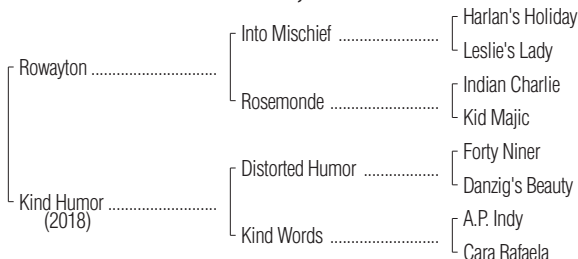 Harlan's Holiday
Into Mischief
Leslie's Lady
Rowayton
Indian Charlie
Rosemonde
Kid Majic
Forty Niner
Distorted Humor
Danzig's Beauty
Kind Humor
(2018)
A.P. Indy
Kind Words
Cara Rafaela